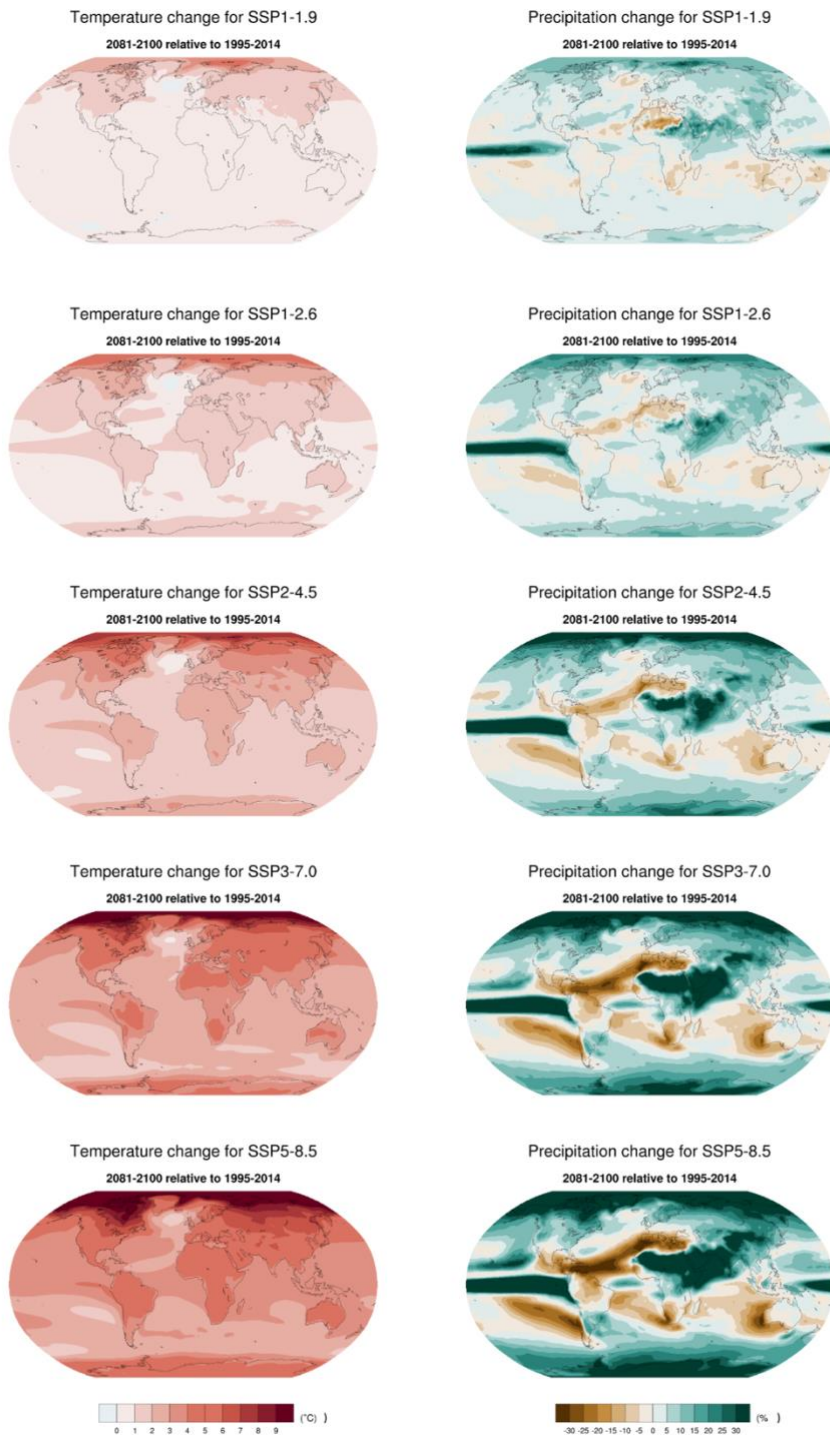 Temperature change for SSP1-1.9
2081-2100 relative to 1995-2014
Precipitation change for SSP1-1.9
2081-2100 relative to 1995-2014
Temperature change for SSP1-2.6
2081-2100 relative to 1995-2014
Precipitation change for SSP1-2.6
2081-2100 relative to 1995-2014
Temperature change for SSP2-4.5
2081-2100 relative to 1995-2014
Precipitation change for SSP2-4.5
2081-2100 relative to 1995-2014
Temperature change for SSP3-7.0
2081-2100 relative to 1995-2014
Precipitation change for SSP3-7.0
2081-2100 relative to 1995-2014
Temperature change for SSP5-8.5
2081-2100 relative to 1995-2014
Precipitation change for SSP5-8.5
2081-2100 relative to 1995-2014
(°C) )
0 1 2 3 4 5 6 7 8 9
(% )
-30 -25 -20 -15 -10 -5 0 5 10 15 20 25 30